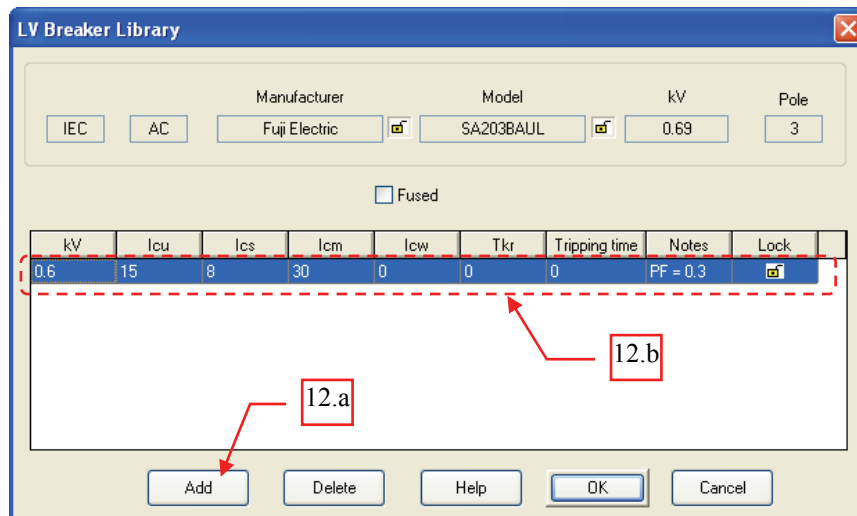 LV Breaker Library
Manufacturer Model kV Pole
IEC AC Fuji Electric SA203BAUL 0.69 3
Fused
kV Icu Ics Icm Icw Tkr Tripping time Notes Lock
0.6 15 8 30 0 0 0 PF = 0.3
12.b
12.a
Add Delete Help OK Cancel